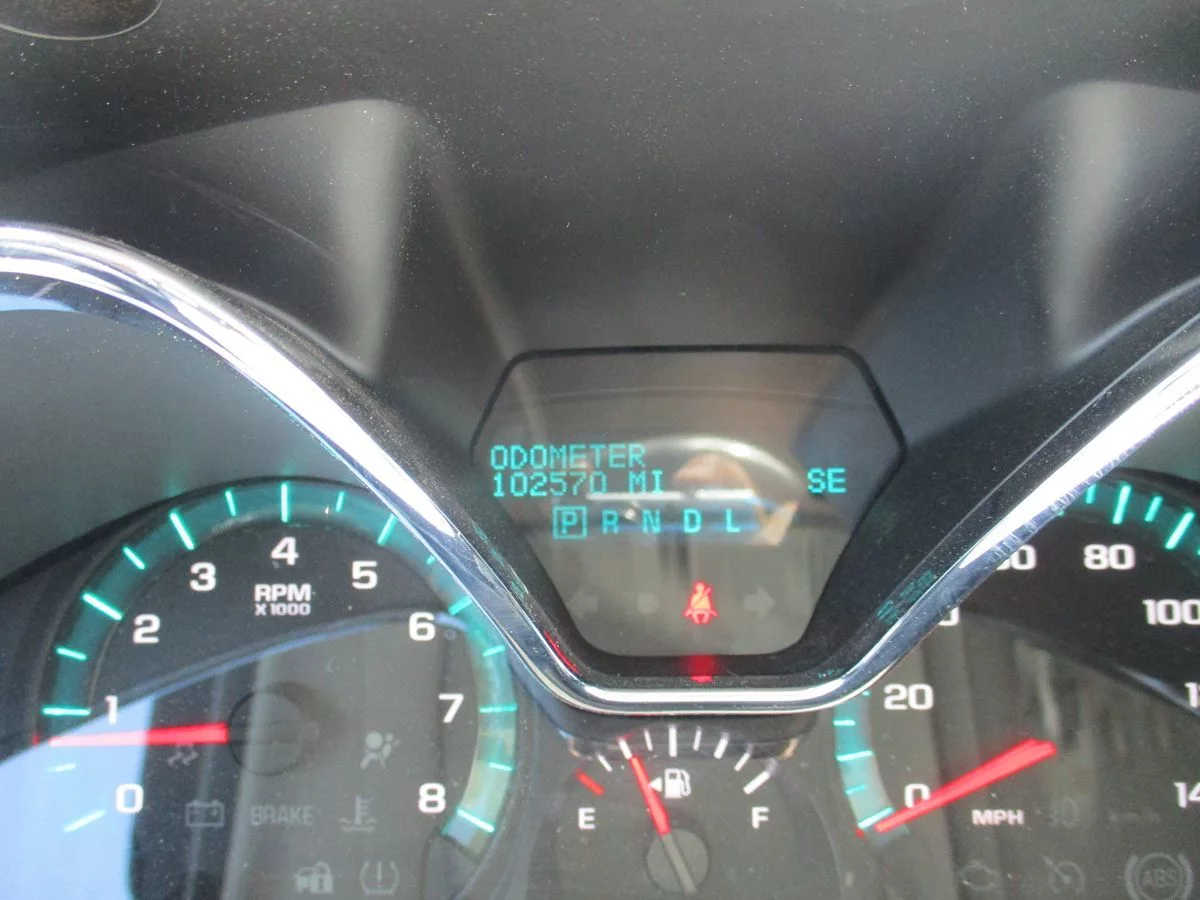 ODOMETER
102570 MI
SE
P R N D L
4
3
5
RPM
X1000
2
6
1
7
0
8
BRAKE
E
F
80
100
20
0
MPH
ABS